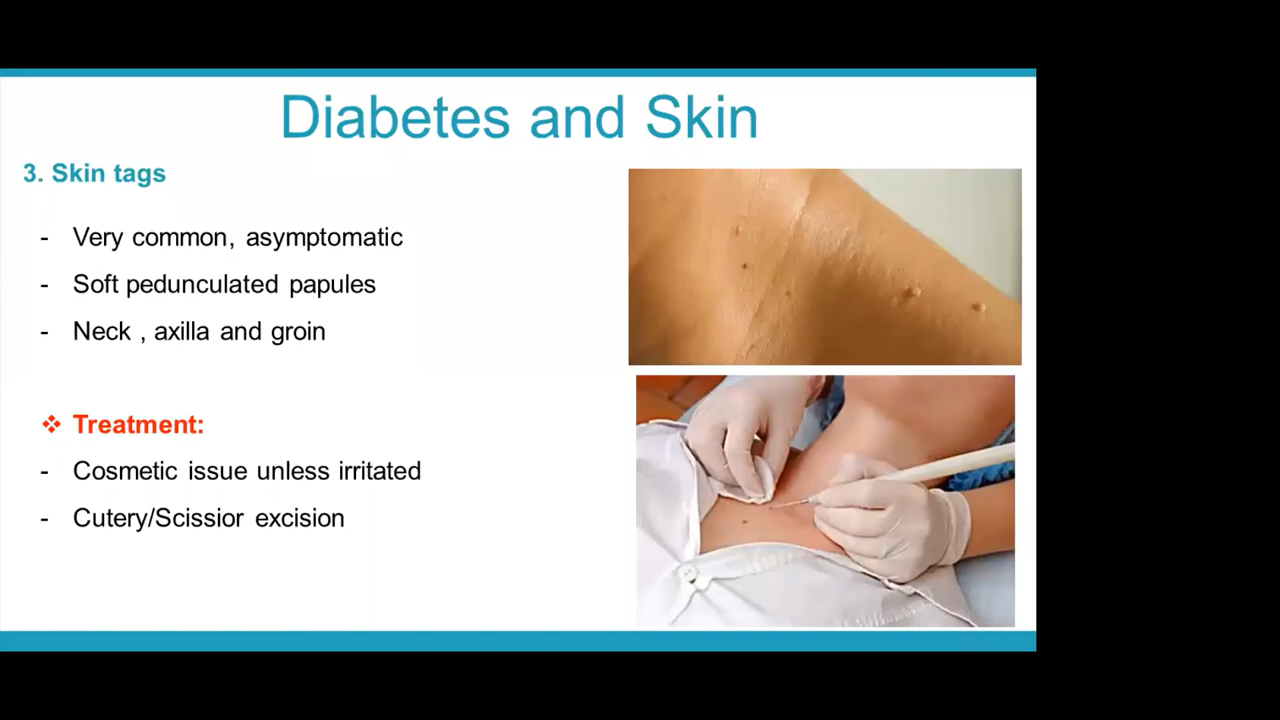 Diabetes and Skin
3. Skin tags
- Very common, asymptomatic
- Soft pedunculated papules
- Neck , axilla and groin
❖ Treatment:
- Cosmetic issue unless irritated
- Cutery/Scissior excision